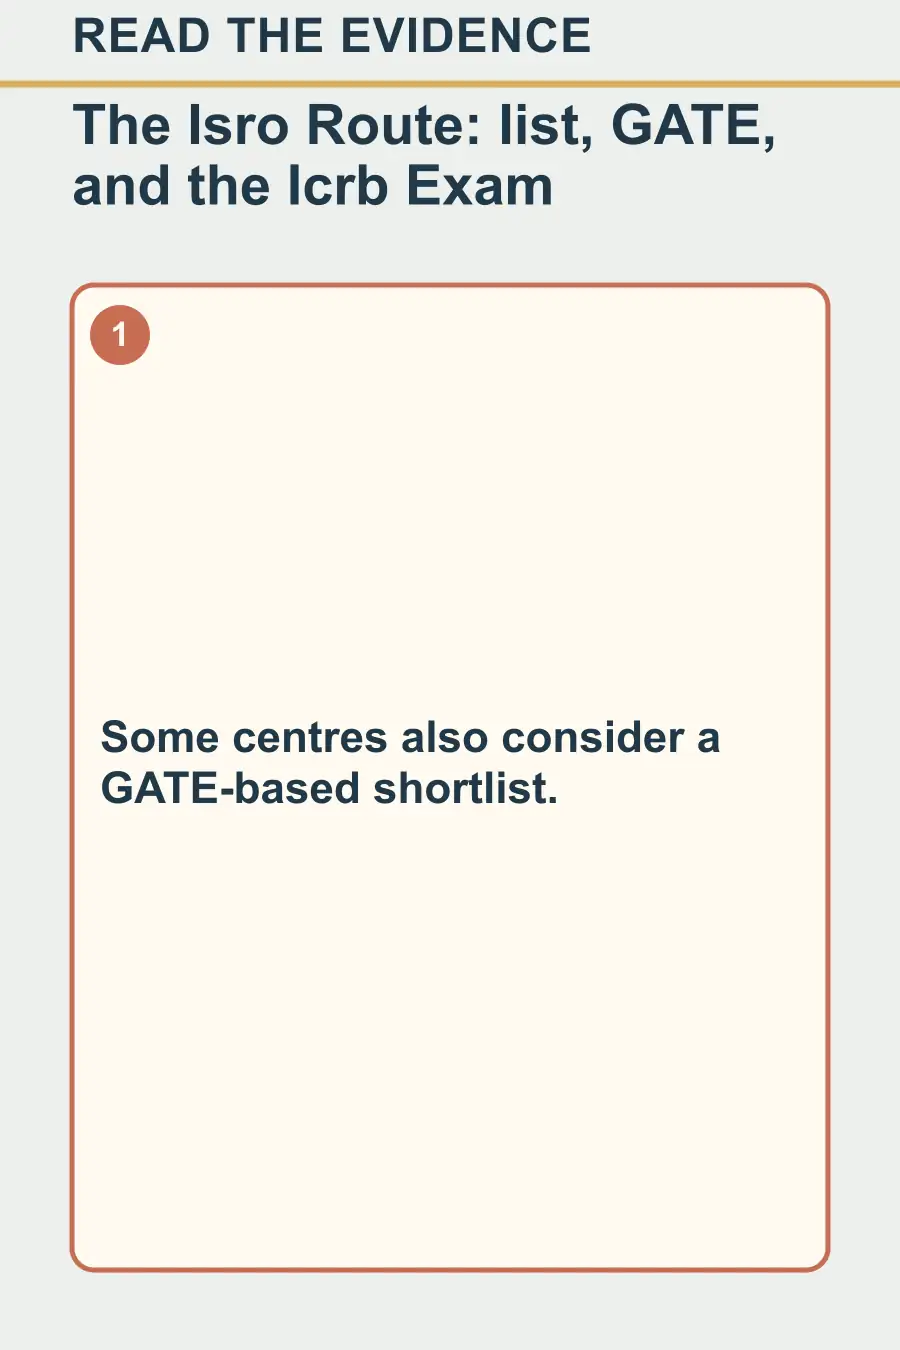 READ THE EVIDENCE
The Isro Route: list, GATE,
and the Icrb Exam
1
Some centres also consider a
GATE-based shortlist.